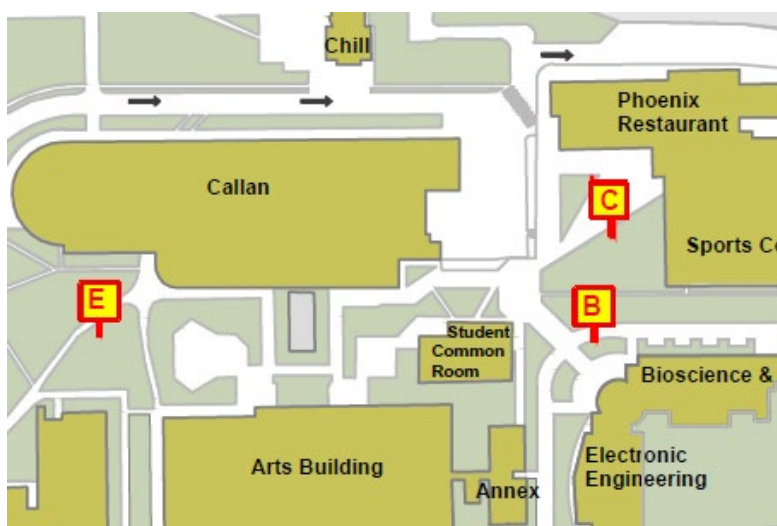 Chill
Phoenix
Restaurant
Callan
C
Sports Co
E
B
Student
Common
Room
Bioscience &
Arts Building
Electronic
Engineering
Annex